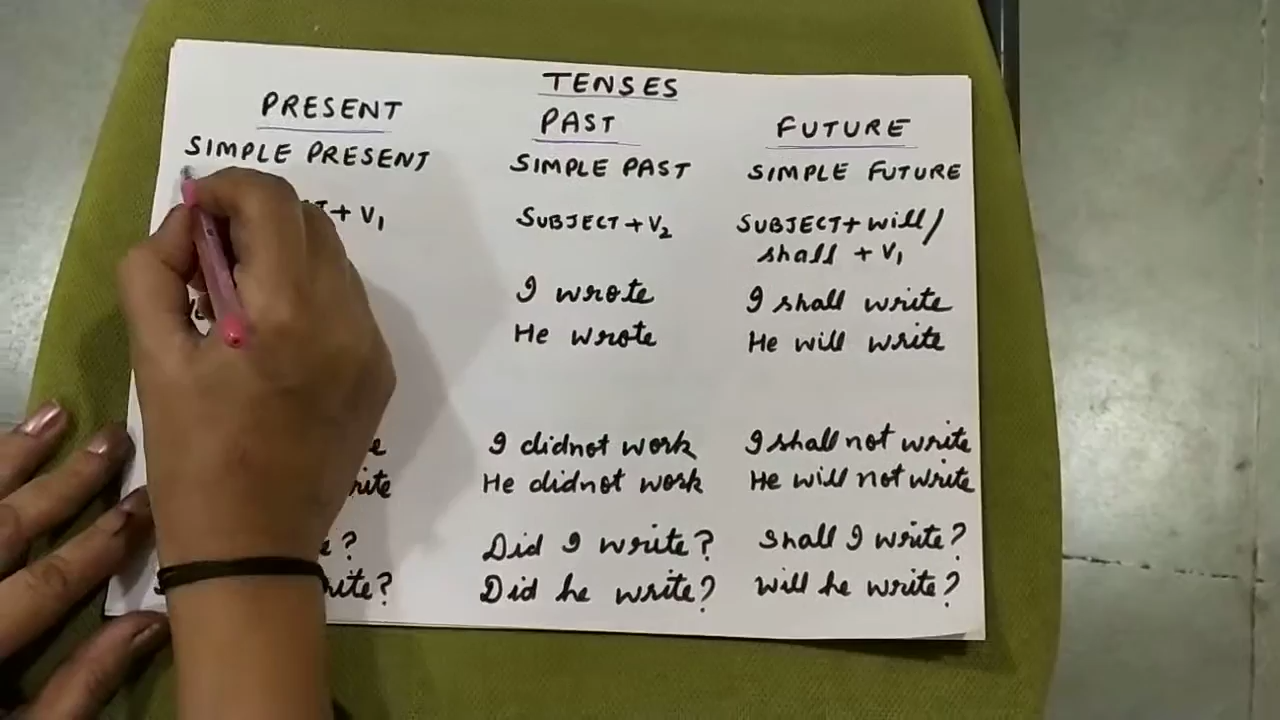 TENSES
PRESENT
SIMPLE PRESENT
+ V1
PAST
SIMPLE PAST
SUBJECT + V2
I wrote
He wrote
I didnot work
He didnot work
Did I write?
Did he write?
FUTURE
SIMPLE FUTURE
SUBJECT + will/
shall + V1
I shall write
He will write
I shall not write
He will not write
Shall I write?
Will he write?